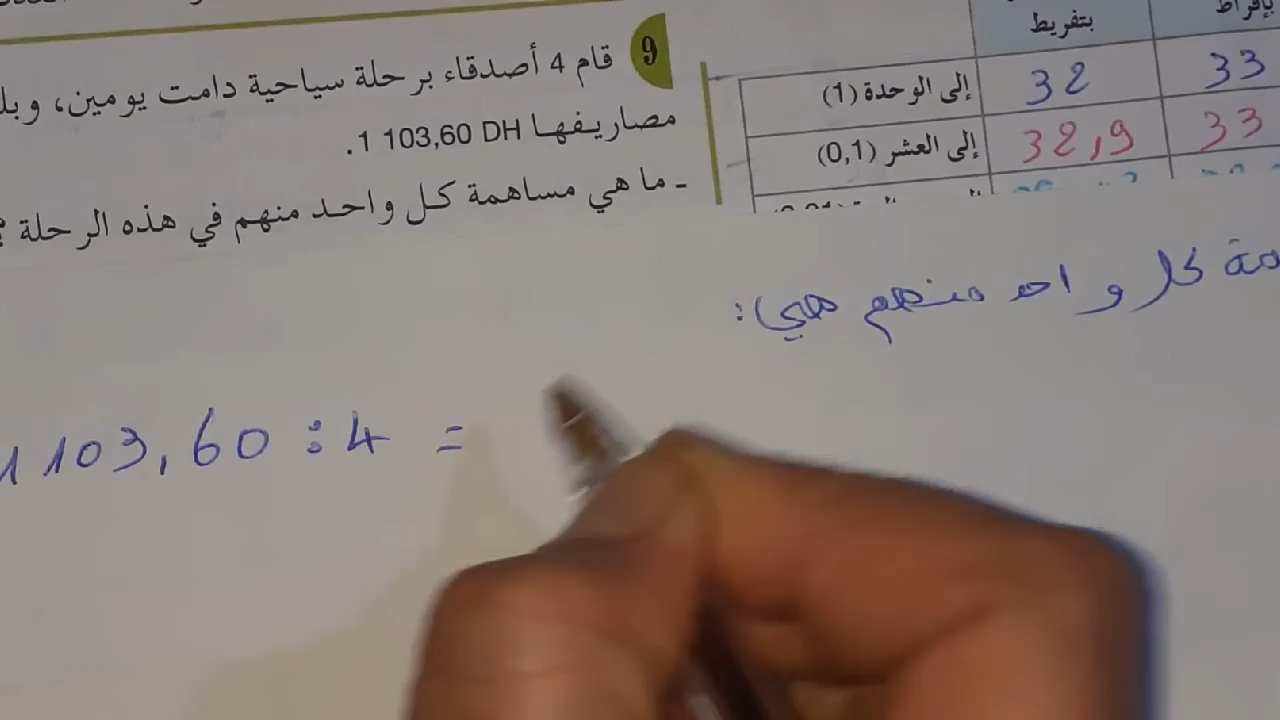 9 قام 4 أصدقاء برحلة سياحية دامت يومين، وبل
مصاريفها 1 103,60 DH.
- ما هي مساهمة كل واحد منهم في هذه الرحلة ؟
بتفريط بإفراط
إلى الوحدة (1) 32 33
إلى العشر (0,1) 32,9 33
مة كل واحد منهم هي:
1103,60 : 4 =